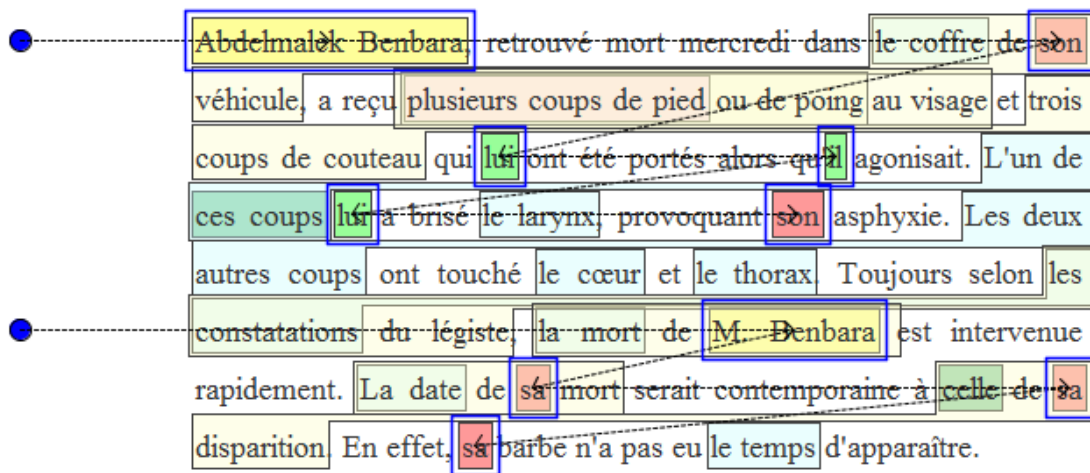 Abdelmalek Benbara, retrouvé mort mercredi dans le coffre de son
véhicule, a reçu plusieurs coups de pied ou de poing au visage et trois
coups de couteau qui lui ont été portés alors qu'il agonisait. L'un de
ces coups lui a brisé le larynx, provoquant son asphyxie. Les deux
autres coups ont touché le cœur et le thorax. Toujours selon les
constatations du légiste, la mort de M. Benbara est intervenue
rapidement. La date de sa mort serait contemporaine à celle de sa
disparition. En effet, sa barbe n'a pas eu le temps d'apparaître.